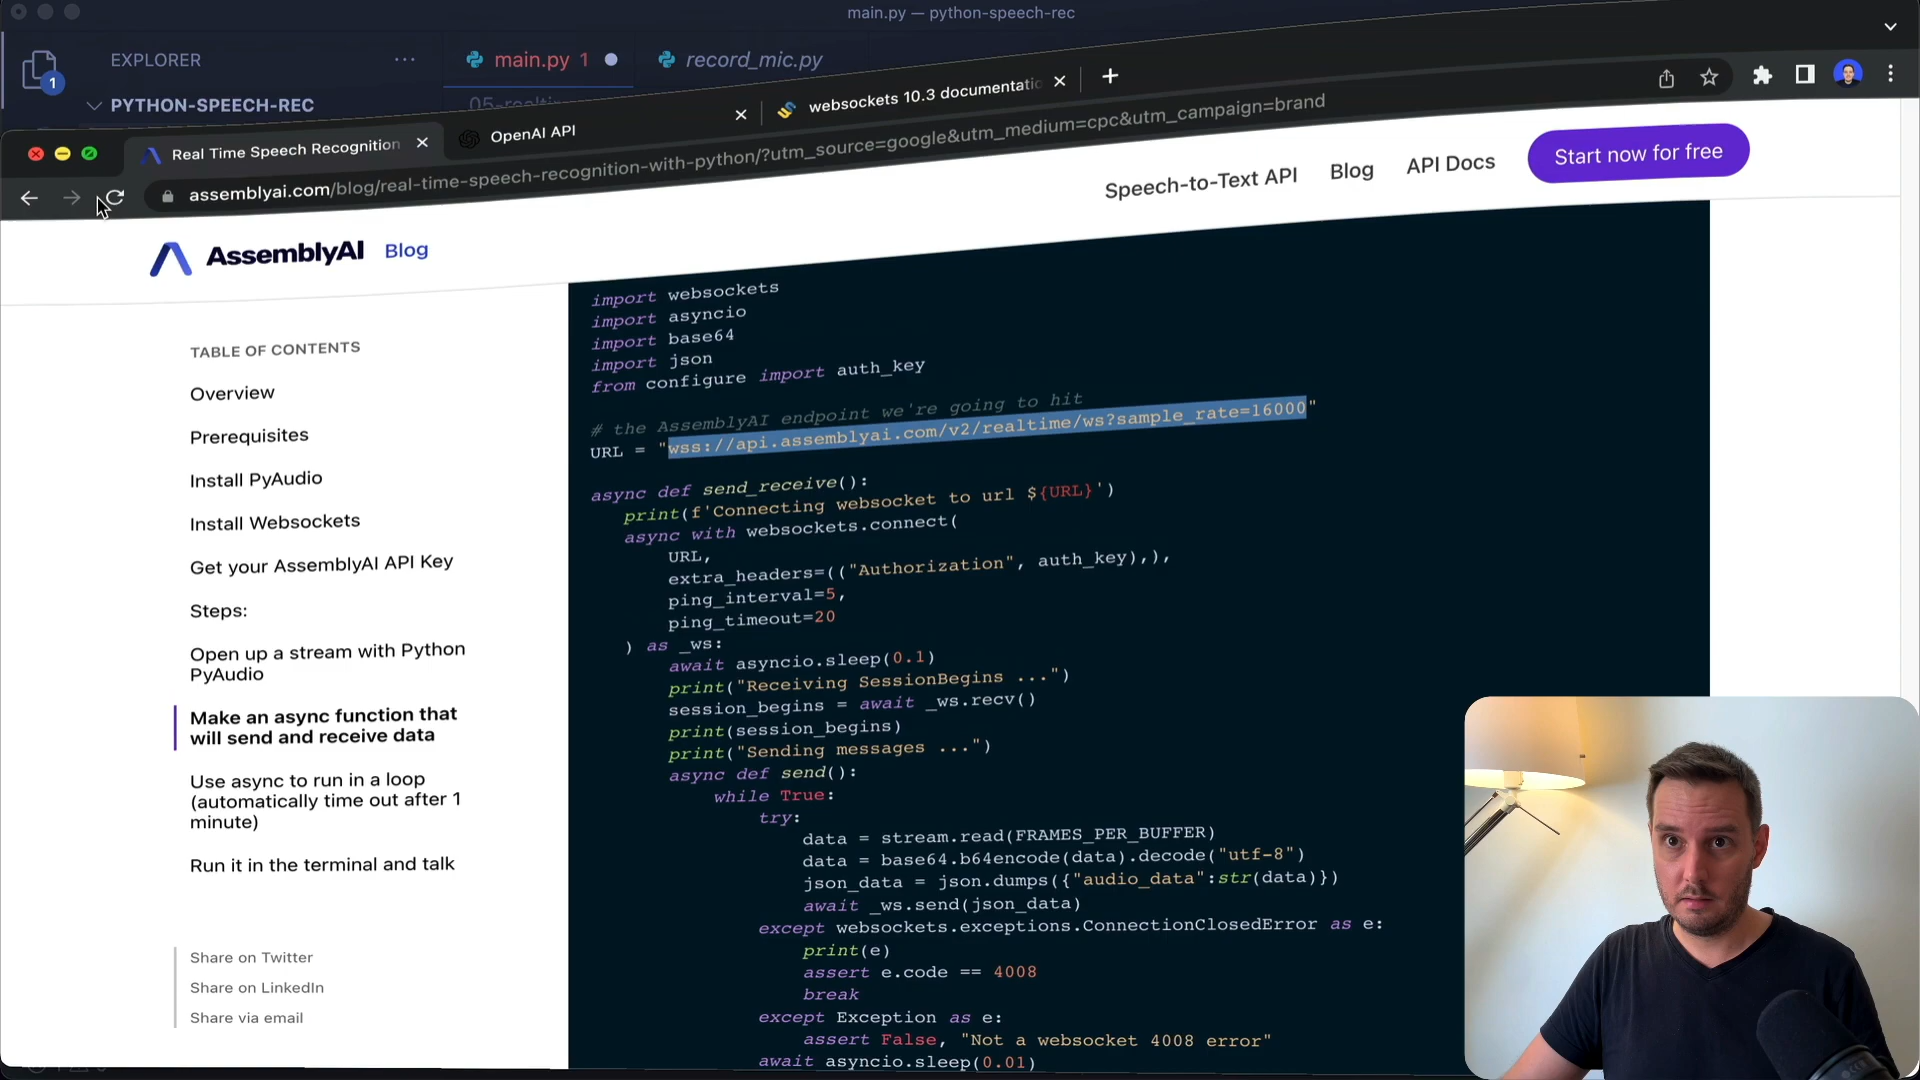 main.py — python-speech-rec
EXPLORER
main.py 1
record_mic.py
1
PYTHON-SPEECH-REC
Real Time Speech Recognition
OpenAI API
websockets 10.3 documentatio
assemblyai.com/blog/real-time-speech-recognition-with-python/?utm_source=google&utm_medium=cpc&utm_campaign=brand
AssemblyAI Blog
Speech-to-Text API
Blog
API Docs
Start now for free
TABLE OF CONTENTS
Overview
Prerequisites
Install PyAudio
Install Websockets
Get your AssemblyAI API Key
Steps:
Open up a stream with Python
PyAudio
Make an async function that
will send and receive data
Use async to run in a loop
(automatically time out after 1
minute)
Run it in the terminal and talk
Share on Twitter
Share on LinkedIn
Share via email
import websockets
import asyncio
import base64
import json
from configure import auth_key
# the AssemblyAI endpoint we're going to hit
URL = "wss://api.assemblyai.com/v2/realtime/ws?sample_rate=16000"
async def send_receive():
print(f'Connecting websocket to url ${URL}')
async with websockets.connect(
URL,
extra_headers=(("Authorization", auth_key),),
ping_interval=5,
ping_timeout=20
) as _ws:
await asyncio.sleep(0.1)
print("Receiving SessionBegins ...")
session_begins = await _ws.recv()
print(session_begins)
print("Sending messages ...")
async def send():
while True:
try:
data = stream.read(FRAMES_PER_BUFFER)
data = base64.b64encode(data).decode("utf-8")
json_data = json.dumps({"audio_data":str(data)})
await _ws.send(json_data)
except websockets.exceptions.ConnectionClosedError as e:
print(e)
assert e.code == 4008
break
except Exception as e:
assert False, "Not a websocket 4008 error"
await asyncio.sleep(0.01)